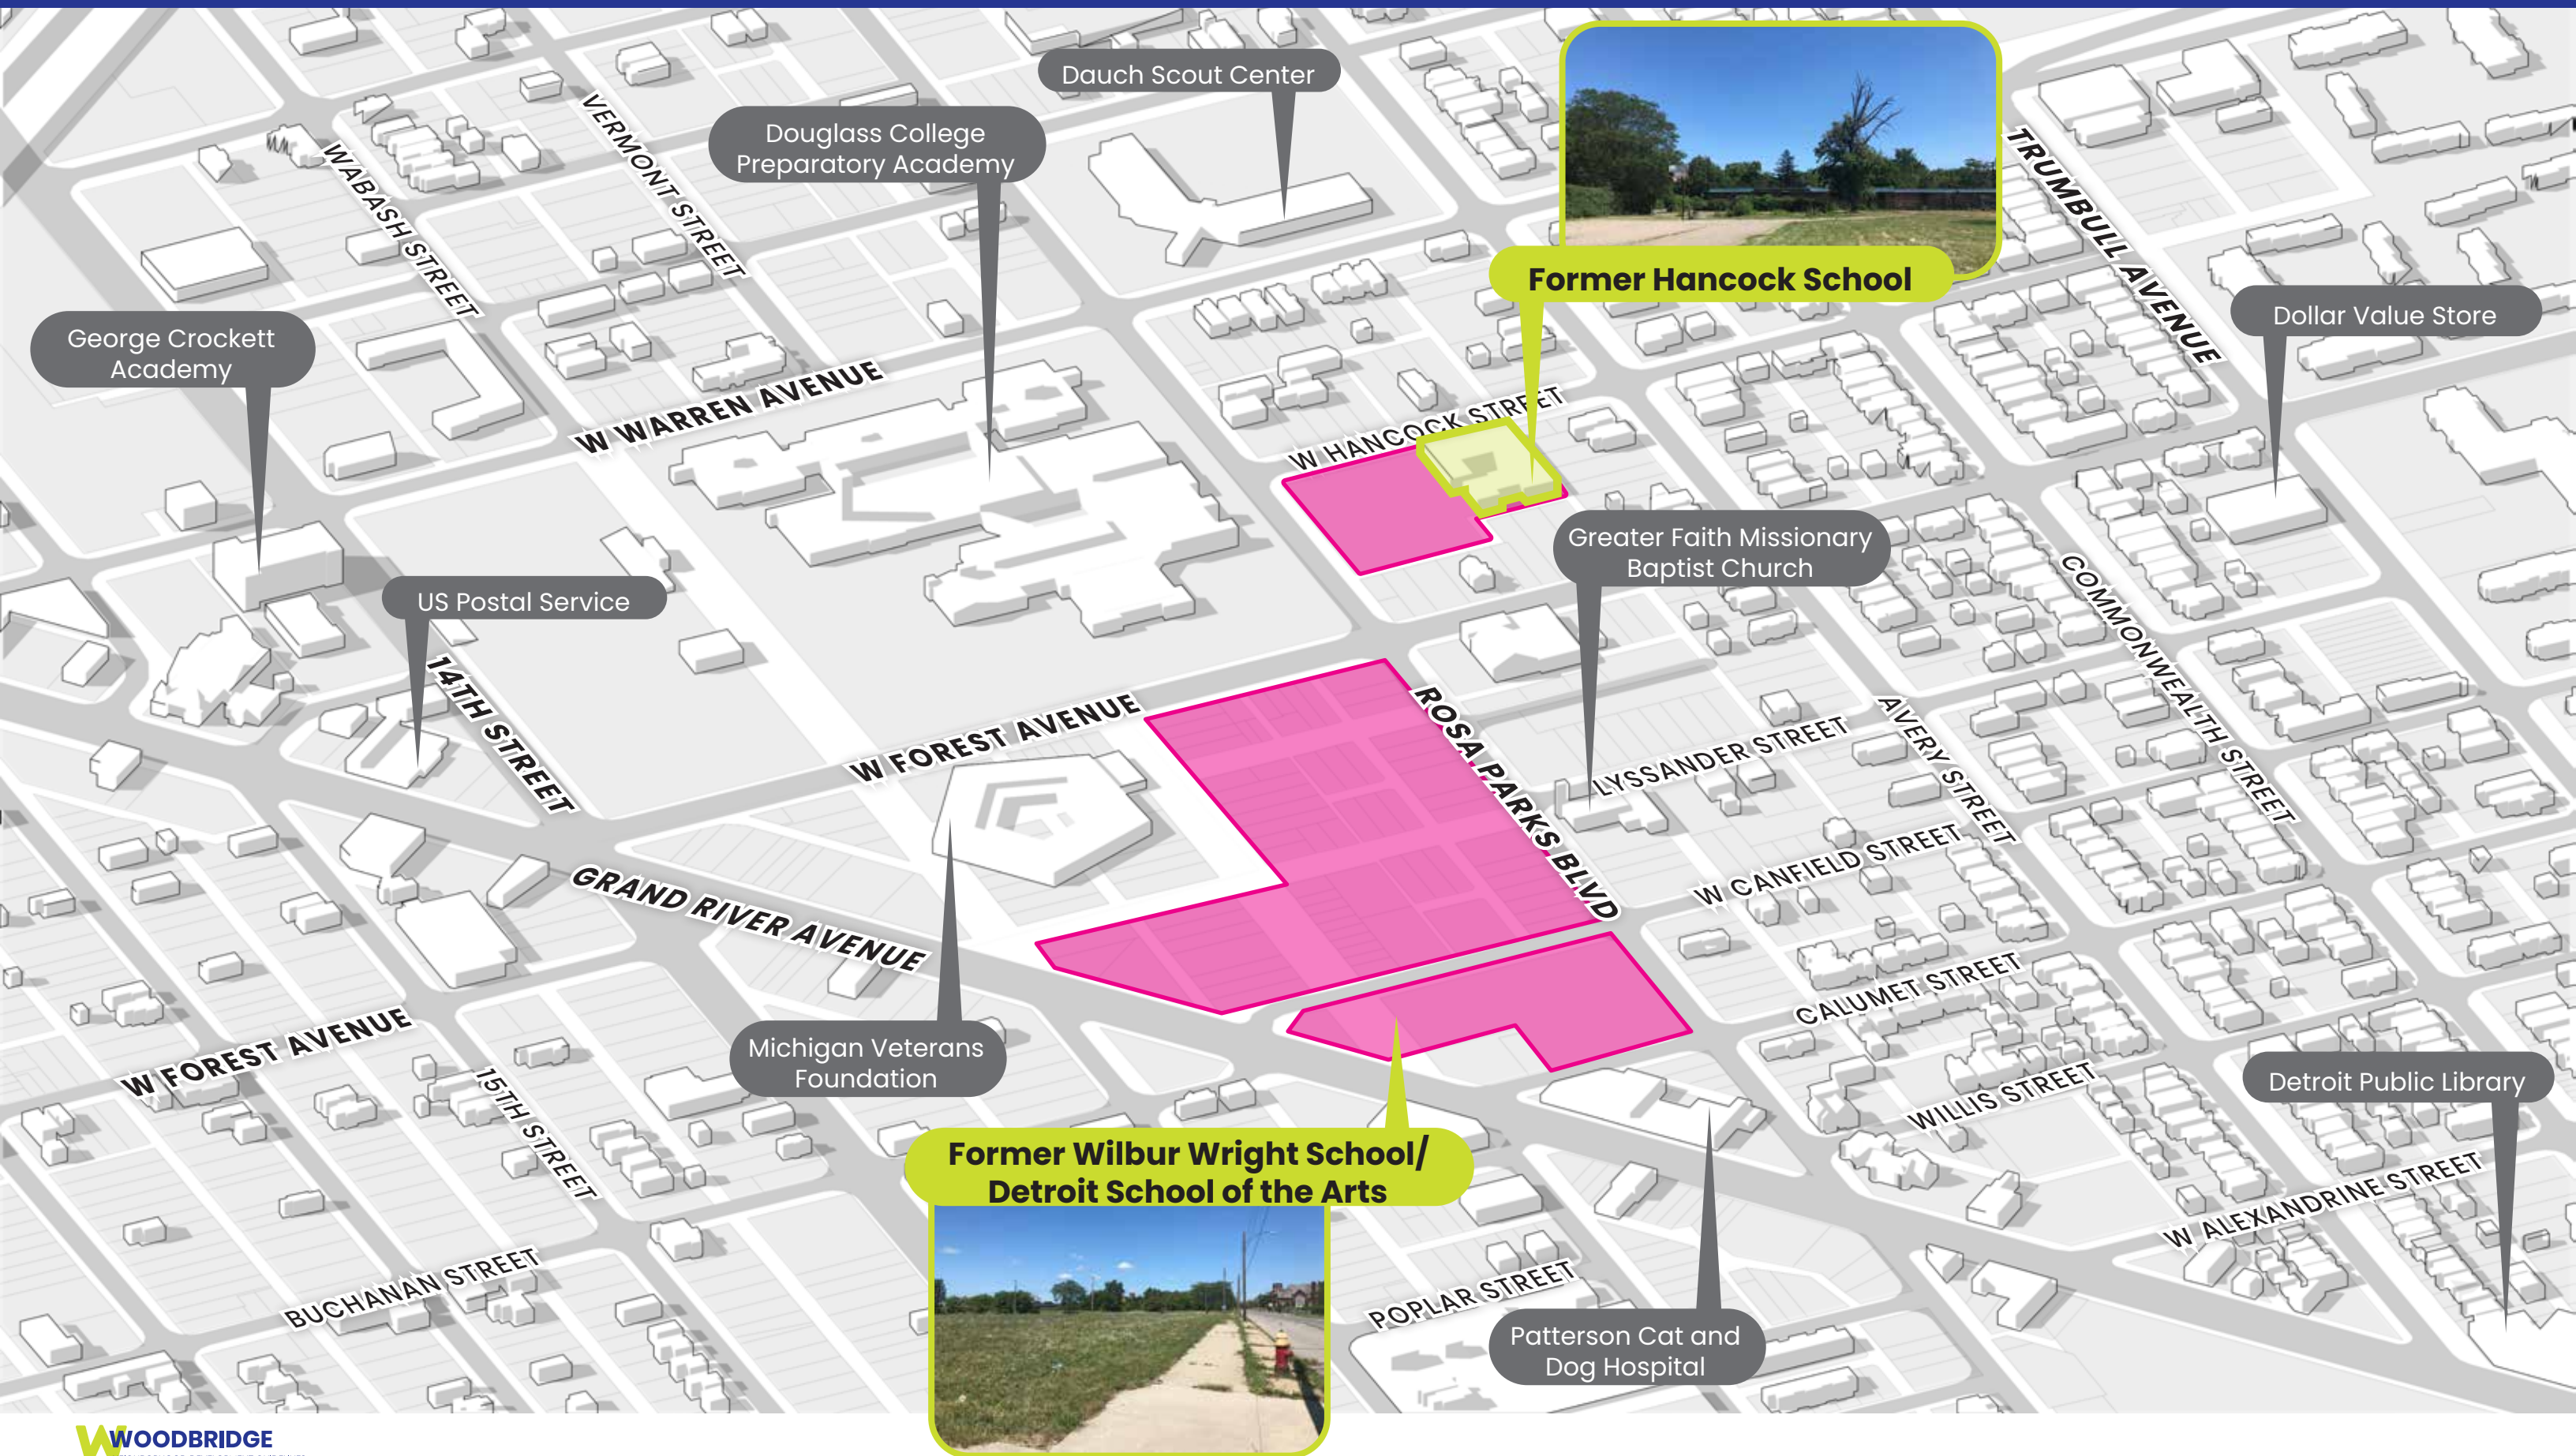 Dauch Scout Center
Douglass College
Preparatory Academy
VERMONT STREET
WABASH STREET
TRUMBULL AVENUE
Former Hancock School
Dollar Value Store
George Crockett
Academy
W WARREN AVENUE
W HANCOCK STREET
Greater Faith Missionary
Baptist Church
US Postal Service
14TH STREET
COMMONWEALTH STREET
W FOREST AVENUE
ROSA PARKS BLVD
LYSSANDER STREET
AVERY STREET
W CANFIELD STREET
GRAND RIVER AVENUE
CALUMET STREET
W FOREST AVENUE
Michigan Veterans
Foundation
15TH STREET
WILLIS STREET
Detroit Public Library
Former Wilbur Wright School/
Detroit School of the Arts
W ALEXANDRINE STREET
BUCHANAN STREET
POPLAR STREET
Patterson Cat and
Dog Hospital
WOODBRIDGE